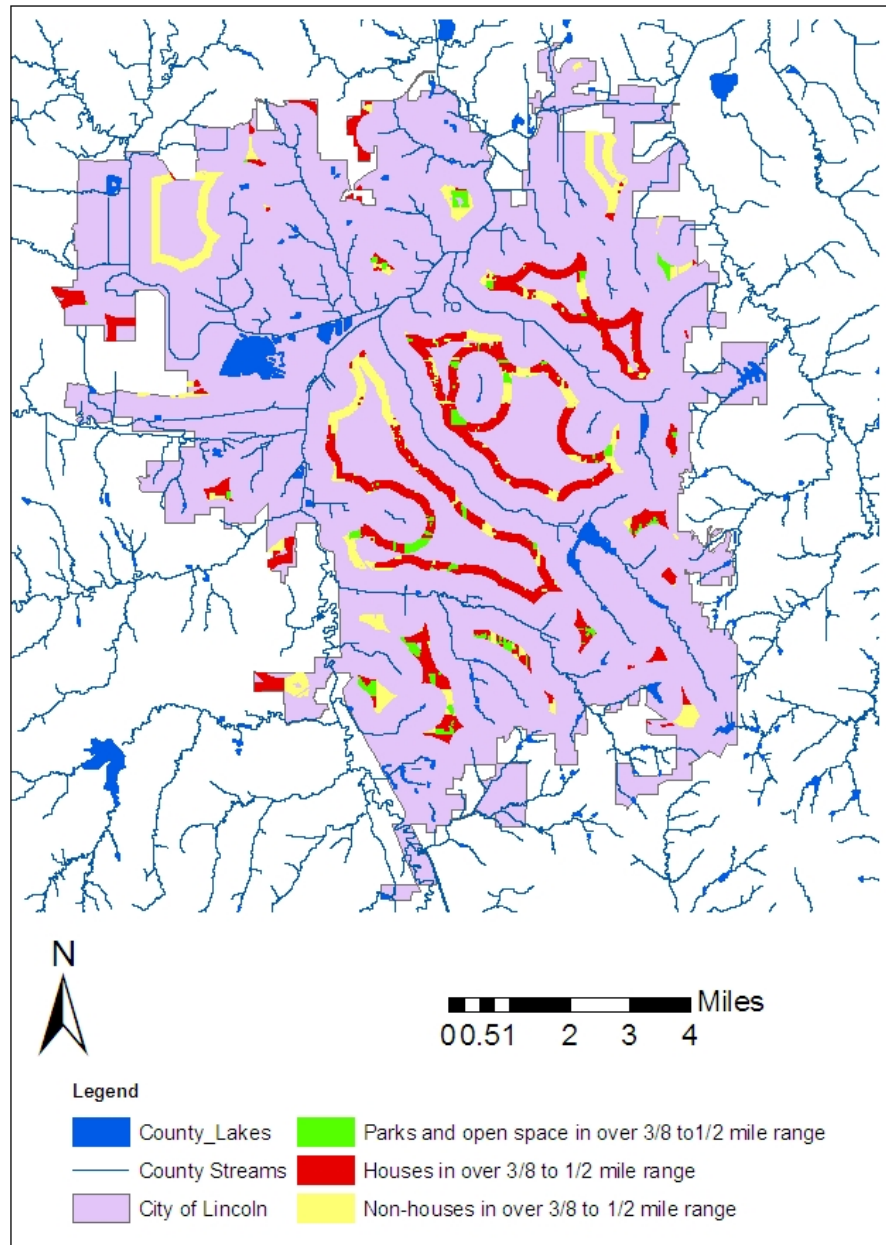 N
Miles
0 0.5 1 2 3 4
Legend
County_Lakes
Parks and open space in over 3/8 to1/2 mile range
County Streams
Houses in over 3/8 to 1/2 mile range
City of Lincoln
Non-houses in over 3/8 to 1/2 mile range